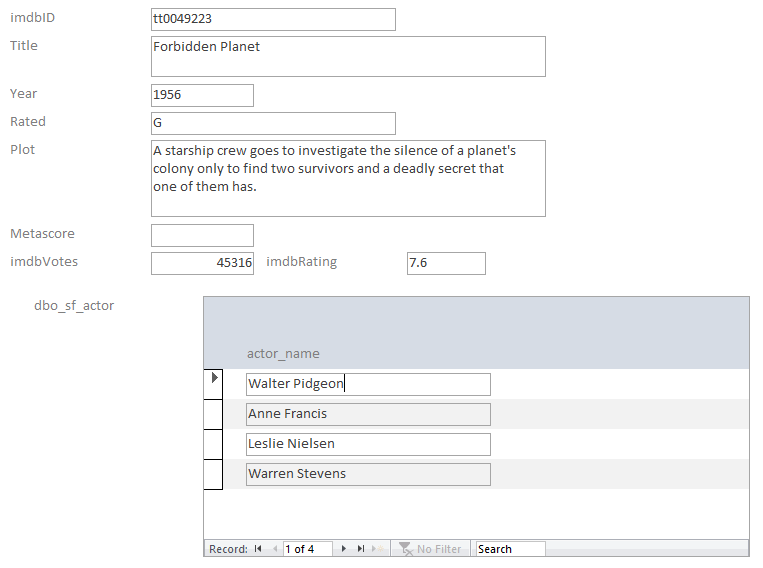 imdbID tt0049223
Title Forbidden Planet
Year 1956
Rated G
Plot A starship crew goes to investigate the silence of a planet's
colony only to find two survivors and a deadly secret that
one of them has.
Metascore
imdbVotes 45316 imdbRating 7.6
dbo_sf_actor
actor_name
Walter Pidgeon
Anne Francis
Leslie Nielsen
Warren Stevens
Record: 1 of 4 No Filter Search